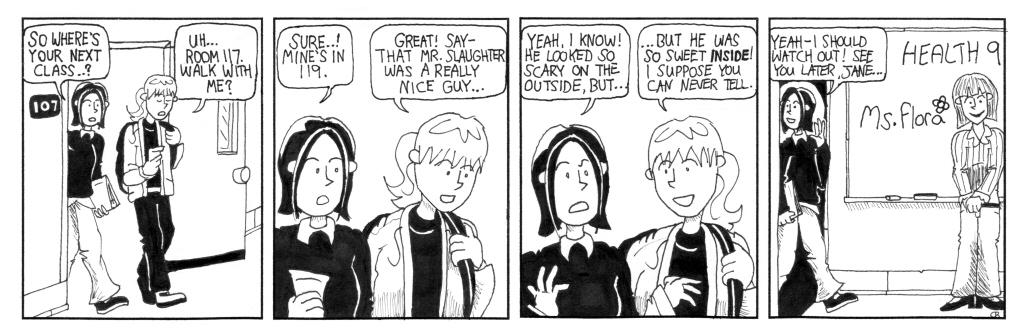 SO WHERE'S
YOUR NEXT
CLASS..?
UH...
ROOM 117.
WALK WITH
ME?
107
SURE..!
MINE'S IN
119.
GREAT! SAY-
THAT MR. SLAUGHTER
WAS A REALLY
NICE GUY...
YEAH, I KNOW!
HE LOOKED SO
SCARY ON THE
OUTSIDE, BUT...
...BUT HE WAS
SO SWEET INSIDE!
I SUPPOSE YOU
CAN NEVER TELL.
YEAH-I SHOULD
WATCH OUT! SEE
YOU LATER, JANE...
HEALTH 9
Ms. Flora